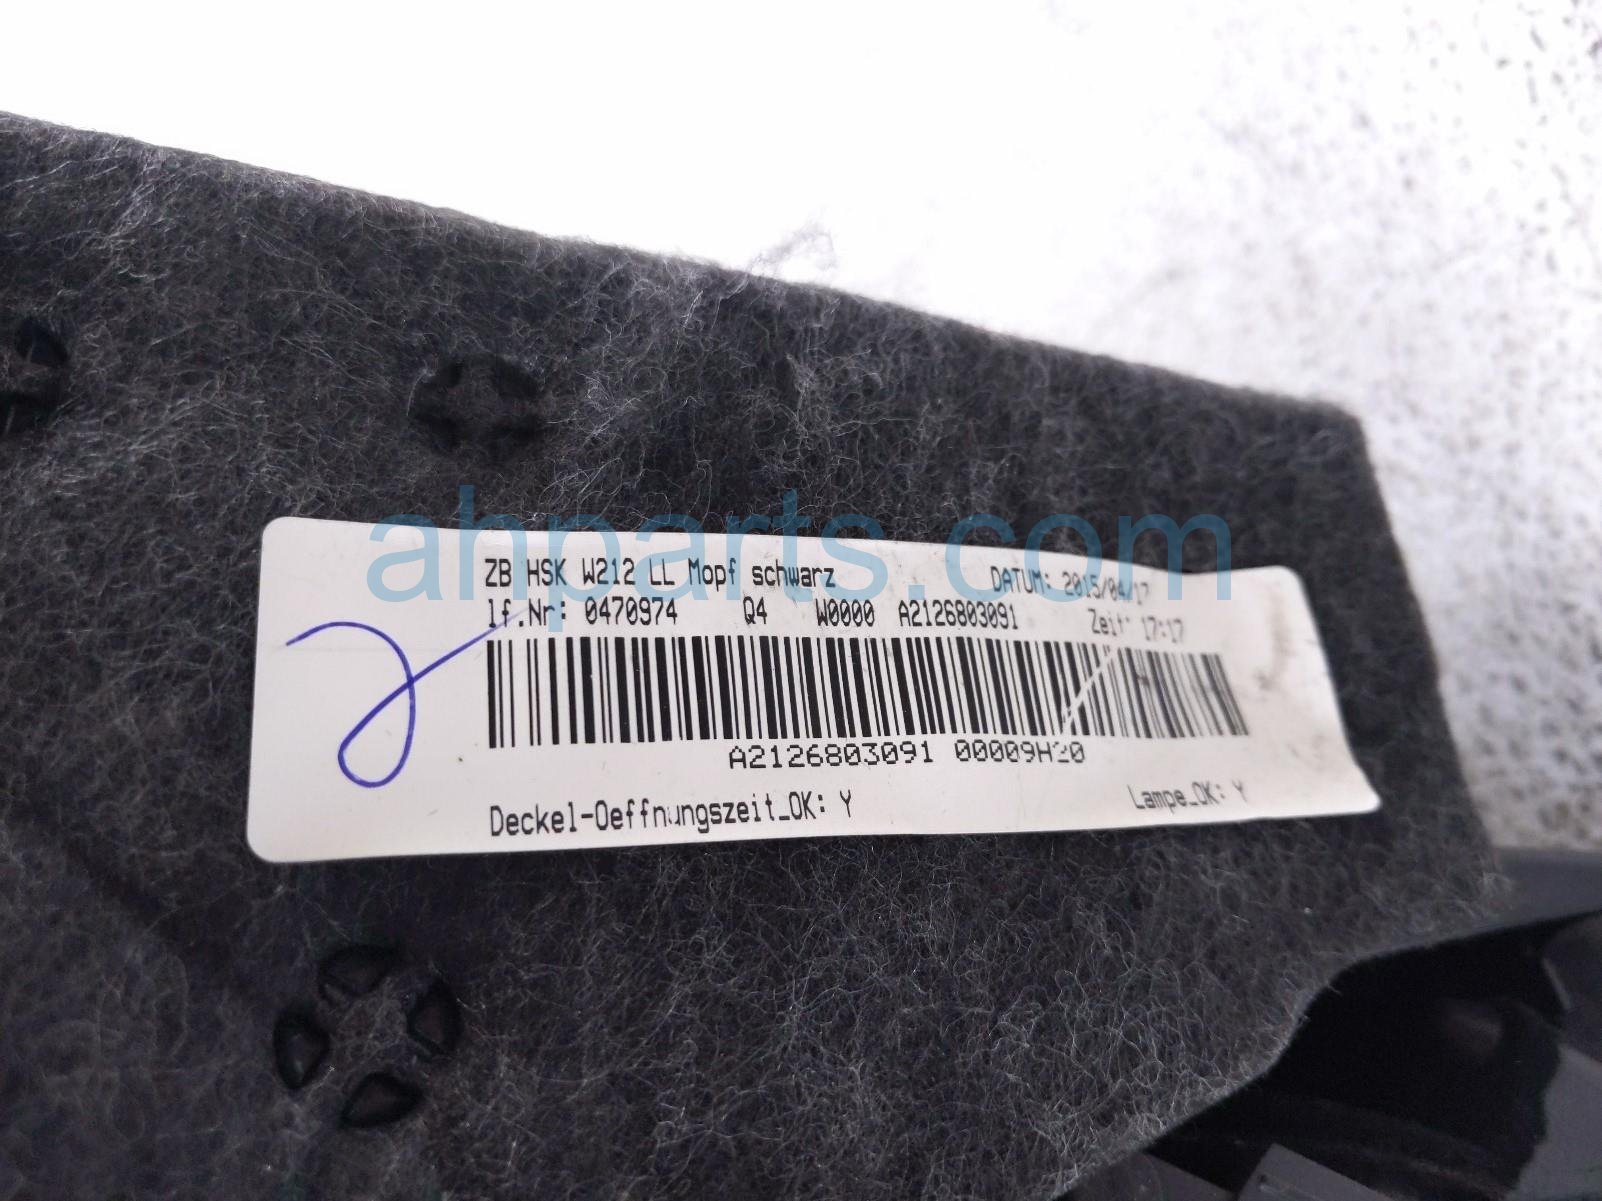 ahparts.com
ZB HSK W212 LL Mopf schwarz DATUM: 2015/04/17
lf.Nr: 0470974 Q4 W0000 A2126803091 Zeit: 17:17
A2126803091 00009H20
Deckel-Oeffnungszeit_OK: Y Lampe_OK: Y